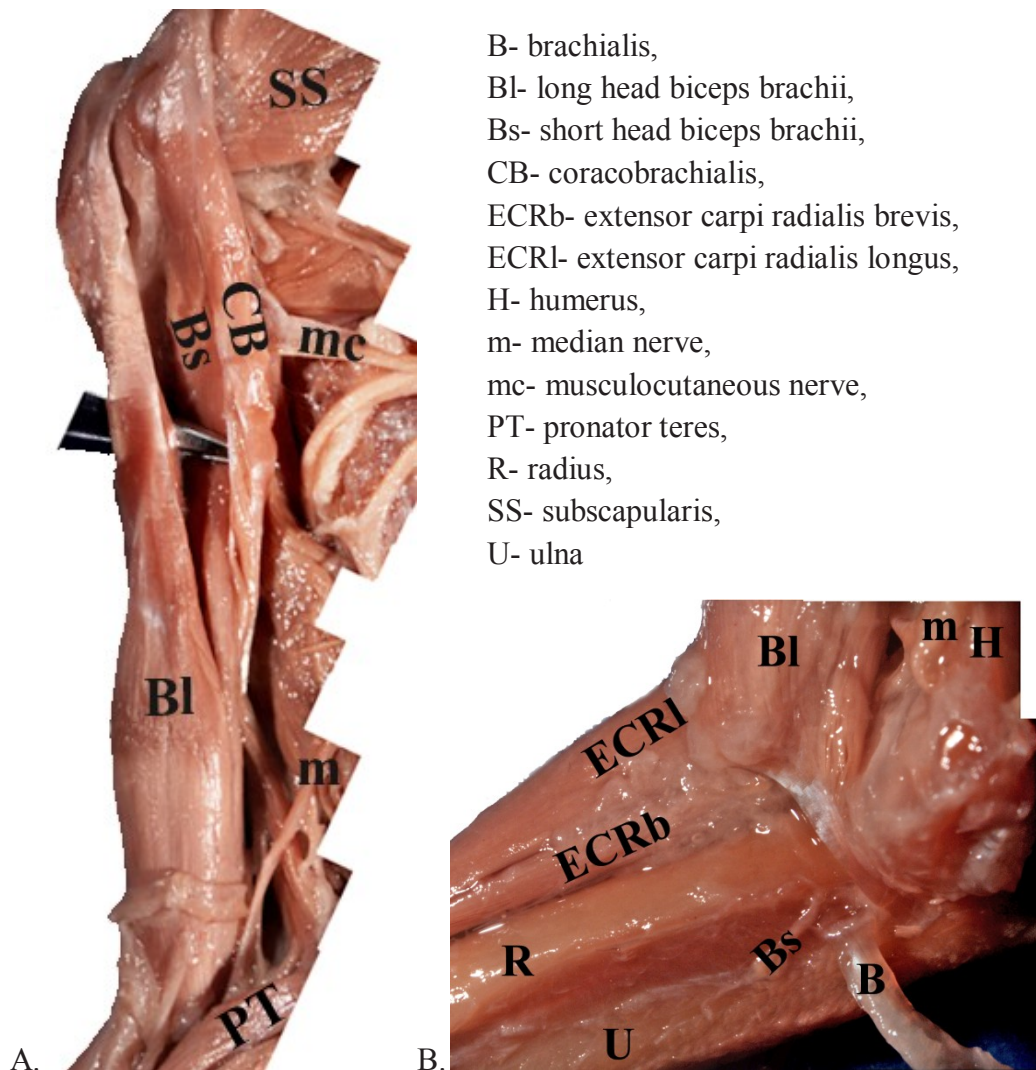 SS
Bs
CB
mc
Bl
m
PT
A.
B- brachialis,
Bl- long head biceps brachii,
Bs- short head biceps brachii,
CB- coracobrachialis,
ECRb- extensor carpi radialis brevis,
ECRl- extensor carpi radialis longus,
H- humerus,
m- median nerve,
mc- musculocutaneous nerve,
PT- pronator teres,
R- radius,
SS- subscapularis,
U- ulna
Bl
m
H
ECRl
ECRb
R
Bs
B
U
B.